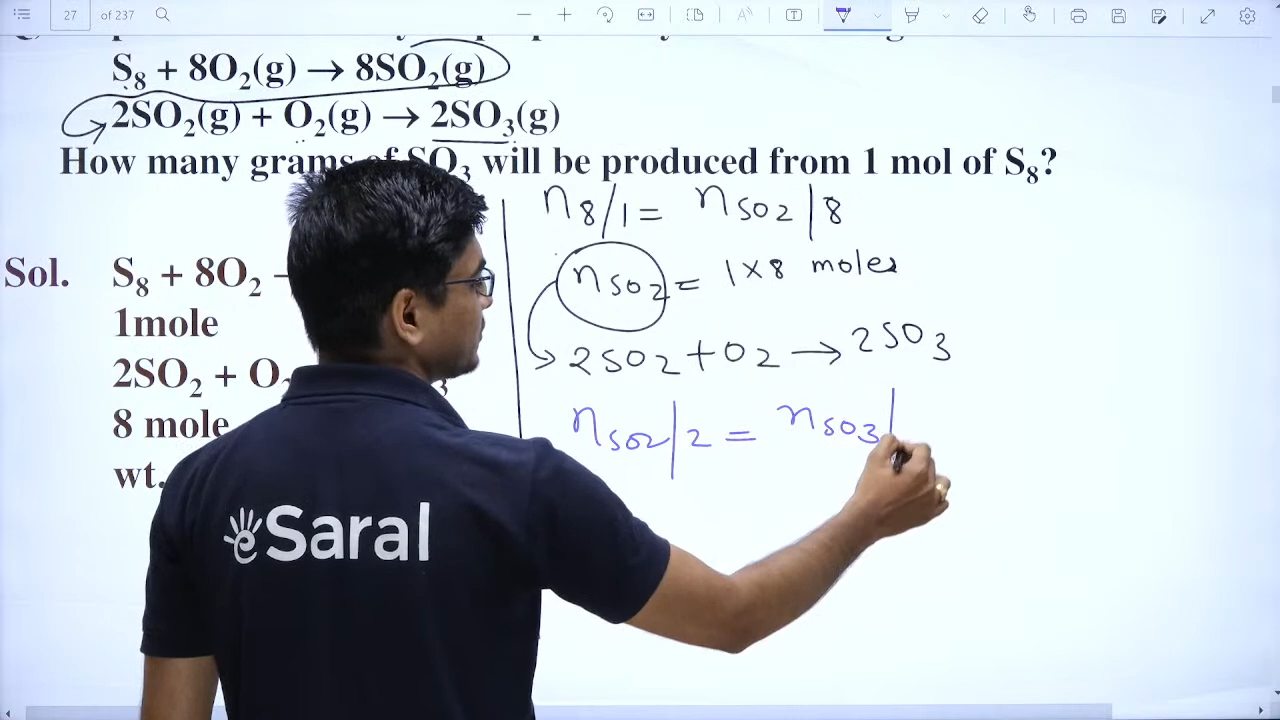 27 of 237
S₈ + 8O₂(g) → 8SO₂(g)
2SO₂(g) + O₂(g) → 2SO₃(g)
How many grams of SO₃ will be produced from 1 mol of S₈?
n8/1 = nSO2/8
nSO2 = 1×8 moles
2SO2+O2→2SO3
nSO2/2 = nSO3/
Sol. S₈ + 8O₂
1mole
2SO₂ + O₂
8 mole
wt.
eSaral